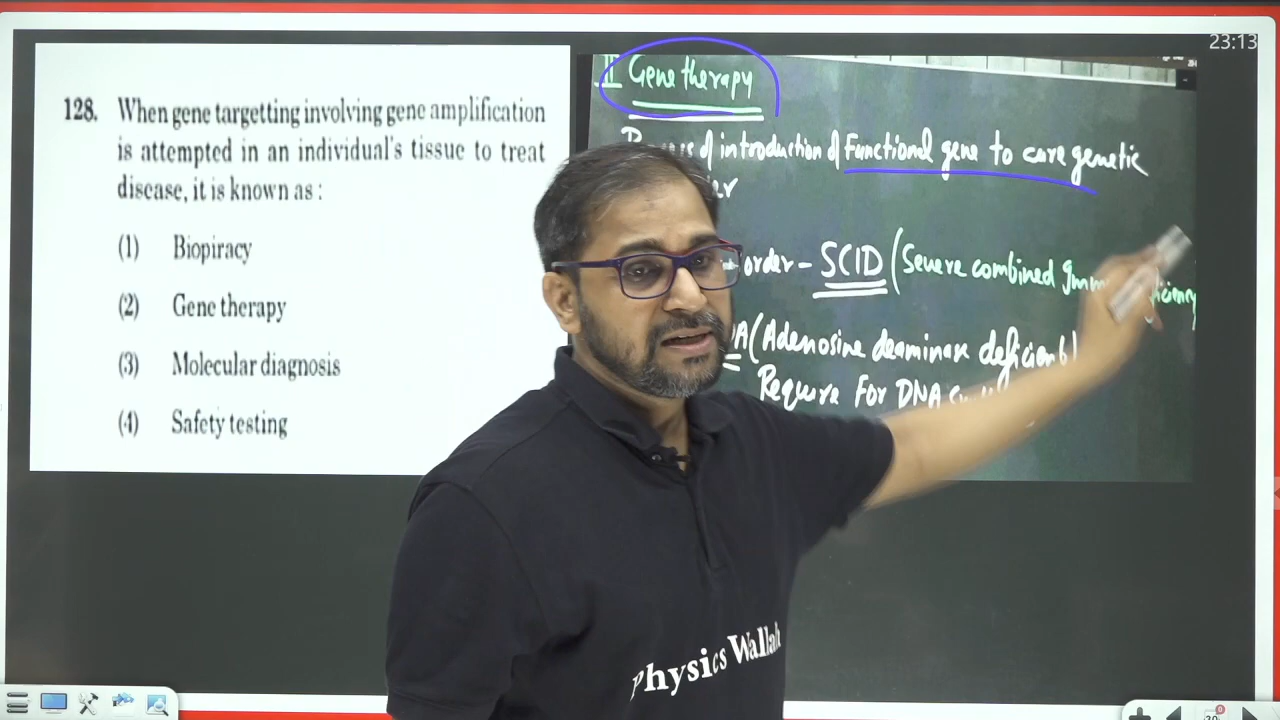 23:13
128. When gene targetting involving gene amplification
is attempted in an individual's tissue to treat
disease, it is known as :
(1) Biopiracy
(2) Gene therapy
(3) Molecular diagnosis
(4) Safety testing
II Gene therapy
of introduction of Functional gene to cure genetic
order - SCID (Severe combined
A (Adenosine deaminase
Require For DNA
Physics Wallah